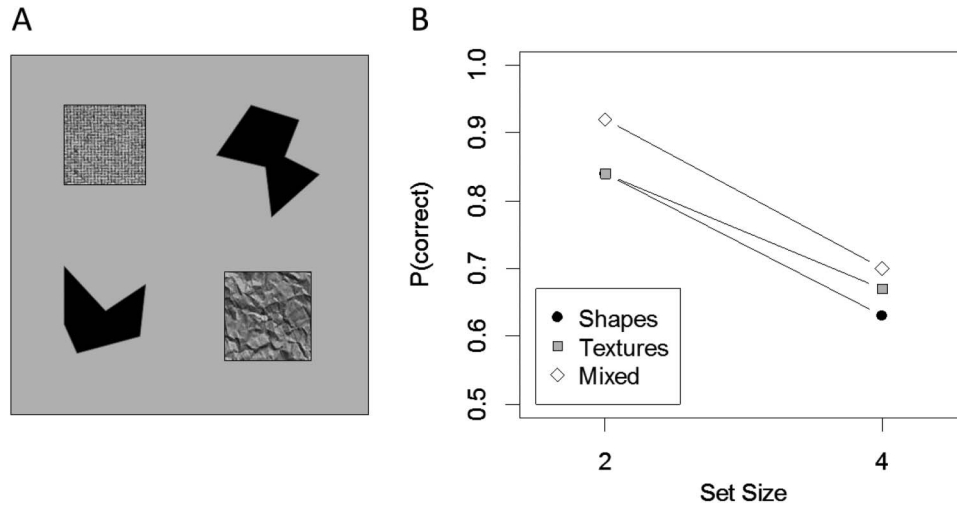 A
B
1.0
0.9
0.8
0.7
0.6
0.5
P(correct)
Shapes
Textures
Mixed
2
4
Set Size